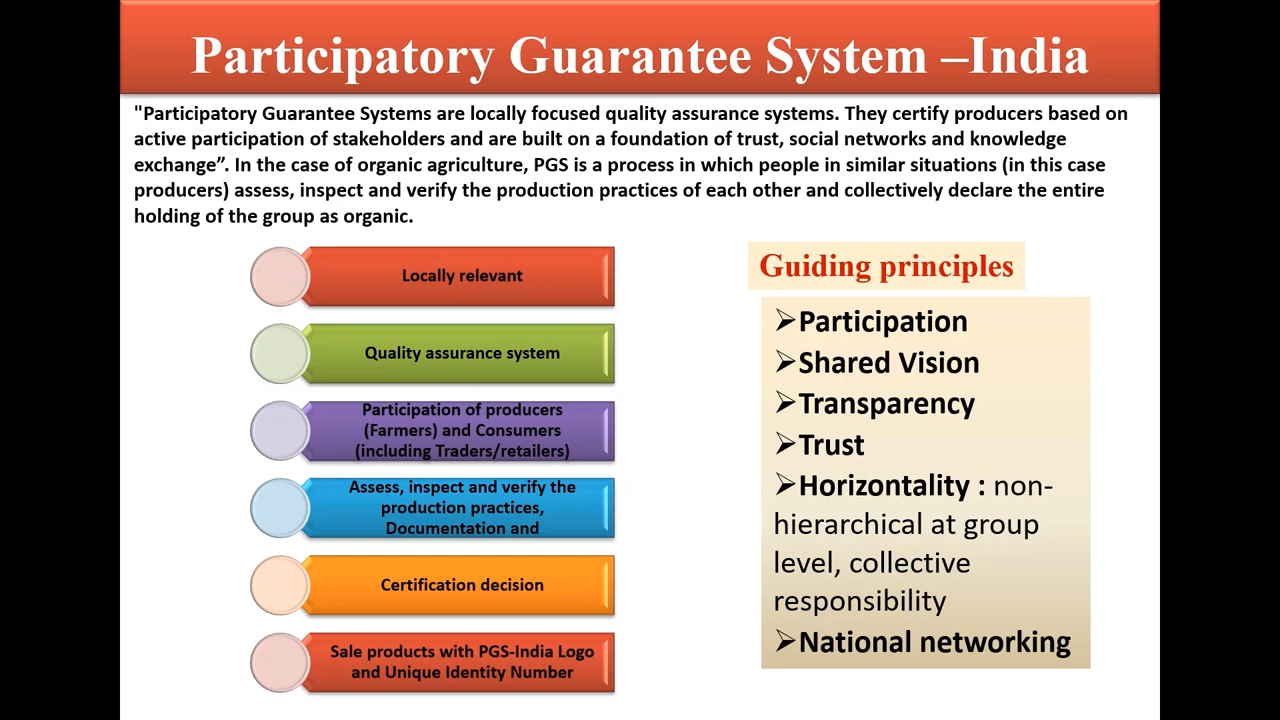 Participatory Guarantee System –India
"Participatory Guarantee Systems are locally focused quality assurance systems. They certify producers based on
active participation of stakeholders and are built on a foundation of trust, social networks and knowledge
exchange”. In the case of organic agriculture, PGS is a process in which people in similar situations (in this case
producers) assess, inspect and verify the production practices of each other and collectively declare the entire
holding of the group as organic.
Locally relevant
Quality assurance system
Participation of producers
(Farmers) and Consumers
(including Traders/retailers)
Assess, inspect and verify the
production practices,
Documentation and
Certification decision
Sale products with PGS-India Logo
and Unique Identity Number
Guiding principles
➢Participation
➢Shared Vision
➢Transparency
➢Trust
➢Horizontality : non-
hierarchical at group
level, collective
responsibility
➢National networking